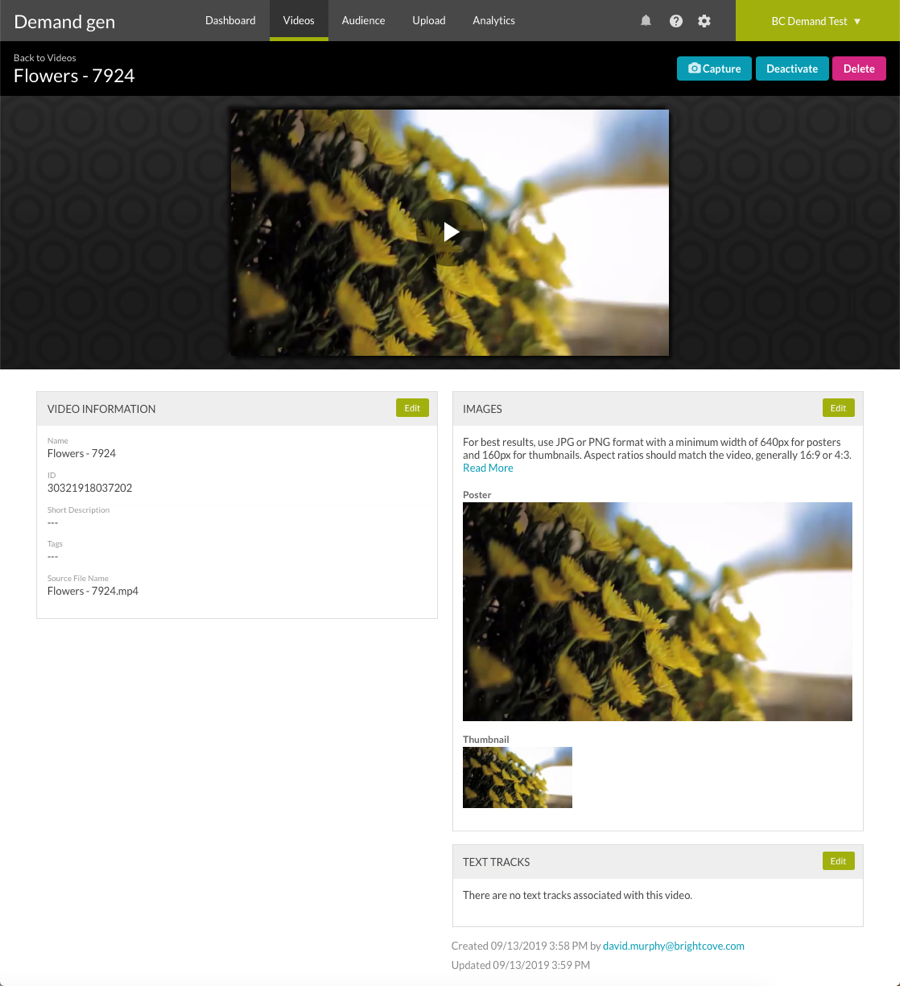 Demand gen
Dashboard
Videos
Audience
Upload
Analytics
BC Demand Test ▼
Back to Videos
Flowers - 7924
Capture
Deactivate
Delete
VIDEO INFORMATION
Edit
Name
Flowers - 7924
ID
30321918037202
Short Description
---
Tags
---
Source File Name
Flowers - 7924.mp4
IMAGES
Edit
For best results, use JPG or PNG format with a minimum width of 640px for posters
and 160px for thumbnails. Aspect ratios should match the video, generally 16:9 or 4:3.
Read More
Poster
Thumbnail
TEXT TRACKS
Edit
There are no text tracks associated with this video.
Created 09/13/2019 3:58 PM by david.murphy@brightcove.com
Updated 09/13/2019 3:59 PM